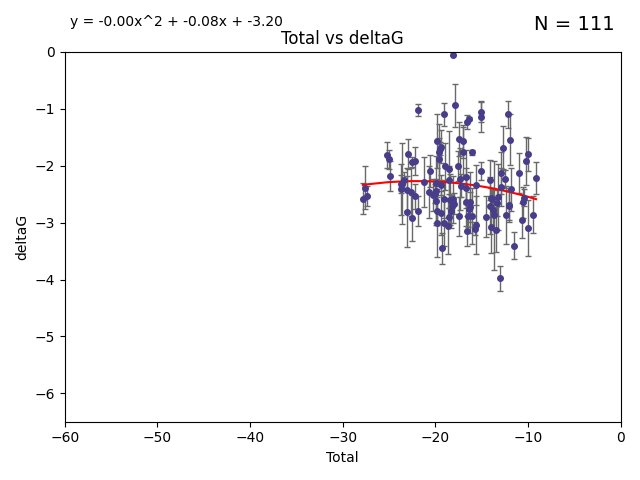 y = -0.00x^2 + -0.08x + -3.20
N = 111
Total vs deltaG
0
−1
−2
−3
−4
−5
−6
deltaG
−60 −50 −40 −30 −20 −10 0
Total